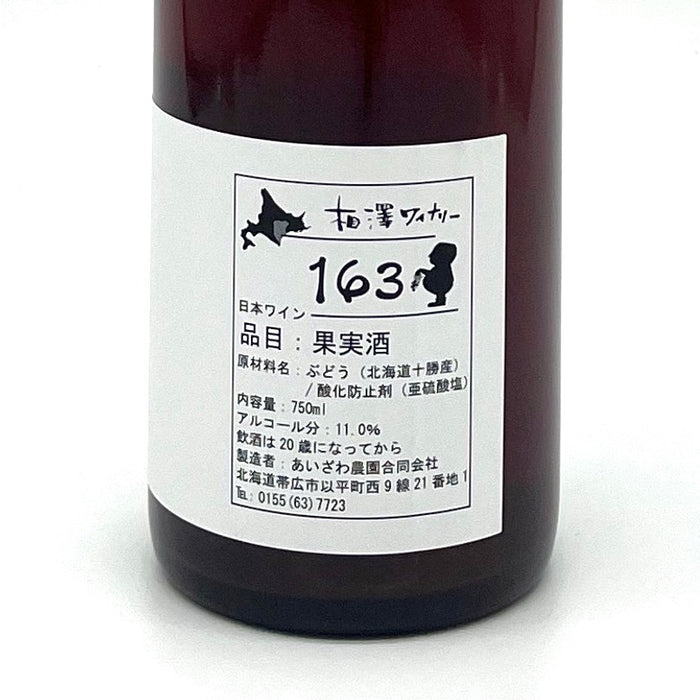 相澤ワイナリー
163
日本ワイン
品目：果実酒
原材料名：ぶどう（北海道十勝産）
/ 酸化防止剤（亜硫酸塩）
内容量：750ml
アルコール分：11.0%
飲酒は20歳になってから
製造者：あいざわ農園合同会社
北海道帯広市以平町西9線21番地1
TEL: 0155(63)7723